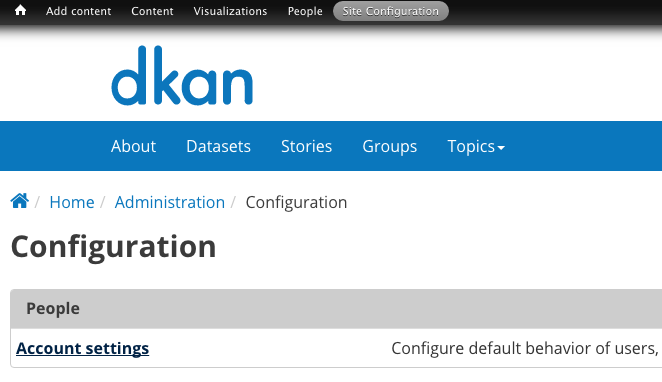 Add content Content Visualizations People Site Configuration
dkan
About Datasets Stories Groups Topics
/ Home / Administration / Configuration
Configuration
People
Account settings Configure default behavior of users,